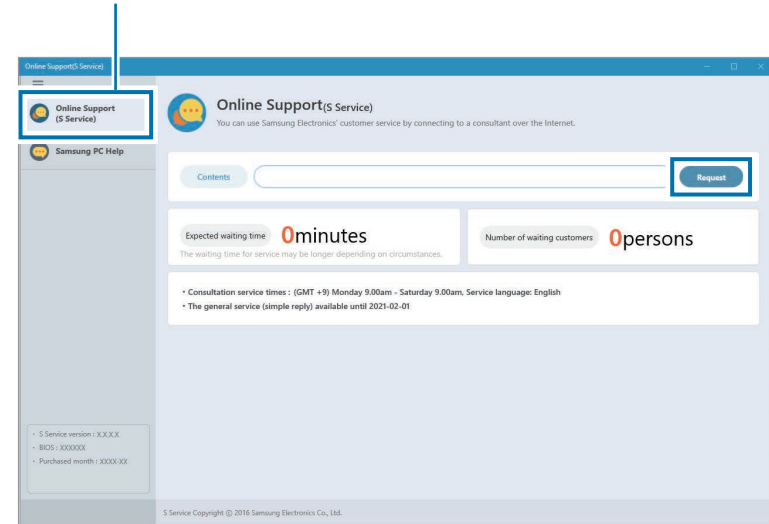 Online Support(S Service)
Online Support
(S Service)
Samsung PC Help
Online Support(S Service)
You can use Samsung Electronics' customer service by connecting to a consultant over the Internet.
Contents
Request
Expected waiting time 0minutes
The waiting time for service may be longer depending on circumstances.
Number of waiting customers 0persons
• Consultation service times : (GMT +9) Monday 9.00am - Saturday 9.00am, Service language: English
• The general service (simple reply) available until 2021-02-01
• S Service version : X.X.X.X
• BIOS : XXXXXX
• Purchased month : XXXX-XX
S Service Copyright ⓒ 2016 Samsung Electronics Co., Ltd.